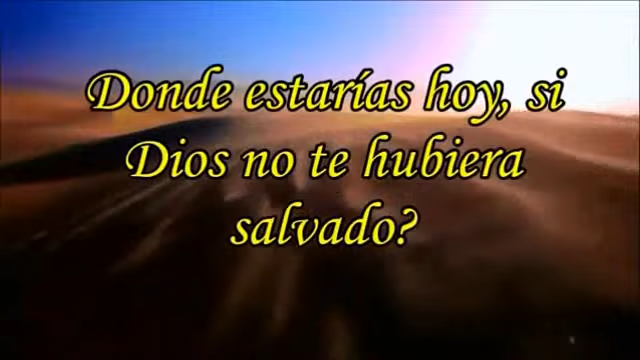 Donde estarías hoy, si
Dios no te hubiera
salvado?